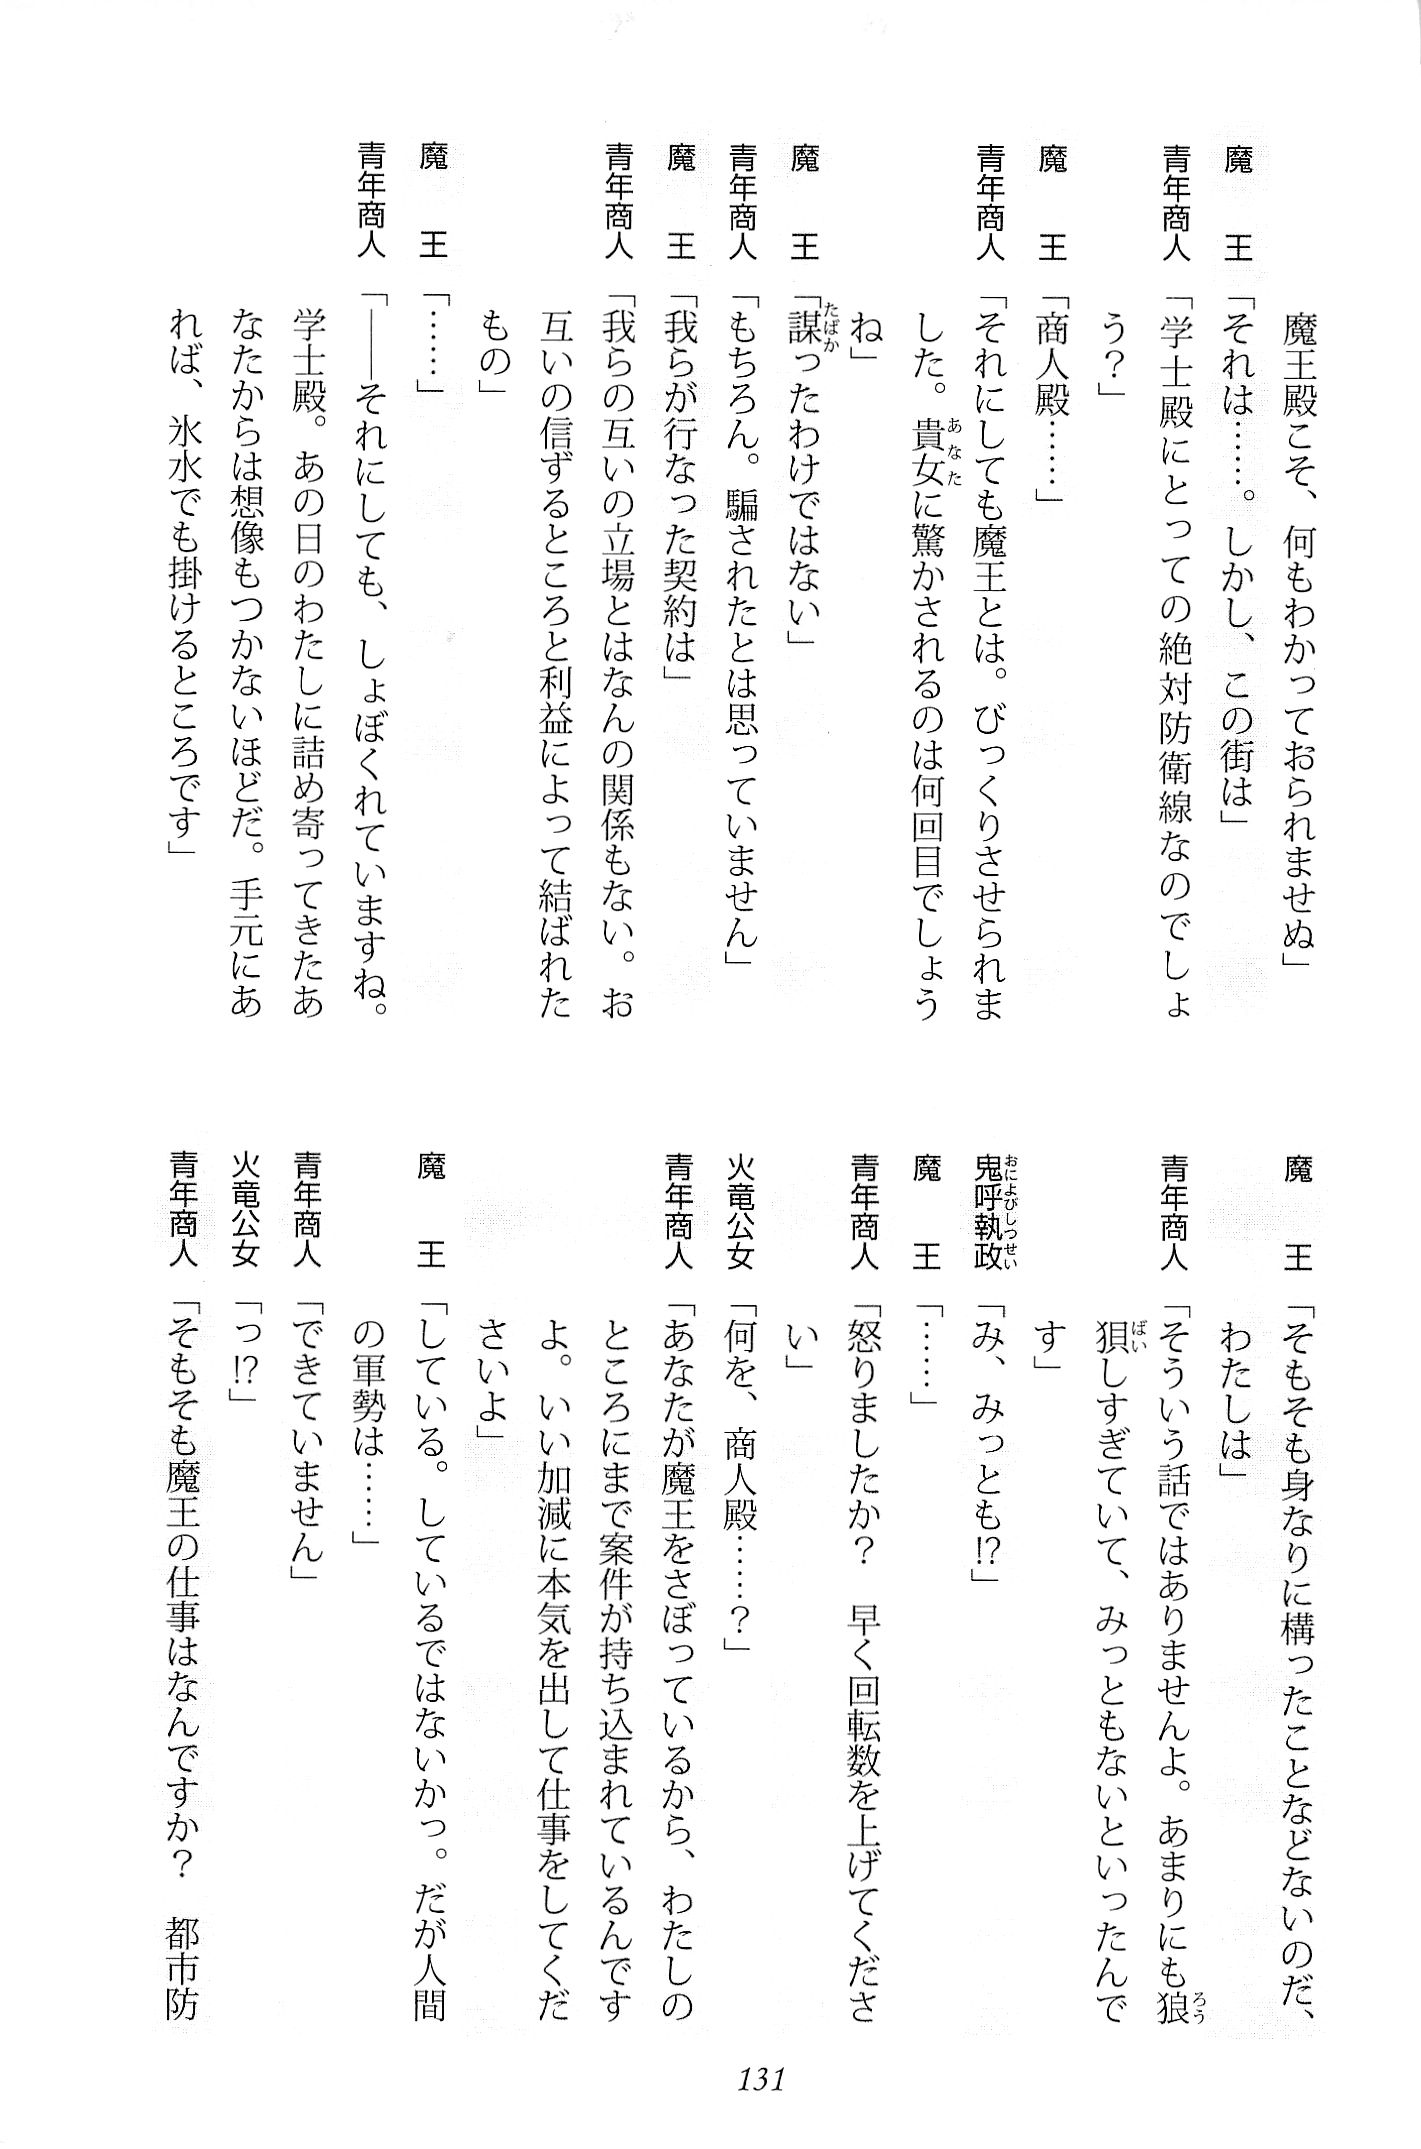 魔王殿こそ、何もわかっておられませぬ」
魔　王「それは……。しかし、この街は」
青年商人「学士殿にとっての絶対防衛線なのでしょ
う？」
魔　王「商人殿……」
青年商人「それにしても魔王とは。びっくりさせられま
した。貴女に驚かされるのは何回目でしょう
ね」
魔　王「謀ったわけではない」
青年商人「もちろん。騙されたとは思っていません」
魔　王「我らが行なった契約は」
青年商人「我らの互いの立場とはなんの関係もない。お
互いの信ずるところと利益によって結ばれた
もの」
魔　王「……」
青年商人「――それにしても、しょぼくれていますね。
学士殿。あの日のわたしに詰め寄ってきたあ
なたからは想像もつかないほどだ。手元にあ
れば、氷水でも掛けるところです」
魔　王「そもそも身なりに構ったことなどないのだ、
わたしは」
青年商人「そういう話ではありませんよ。あまりにも狼
狽しすぎていて、みっともないといったんで
す」
鬼呼執政「み、みっとも!?」
魔　王「……」
青年商人「怒りましたか？　早く回転数を上げてくださ
い」
火竜公女「何を、商人殿……？」
青年商人「あなたが魔王をさぼっているから、わたしの
ところにまで案件が持ち込まれているんです
よ。いい加減に本気を出して仕事をしてくだ
さいよ」
魔　王「している。しているではないかっ。だが人間
の軍勢は……」
青年商人「できていません」
火竜公女「っ!?」
青年商人「そもそも魔王の仕事はなんですか？　都市防
131